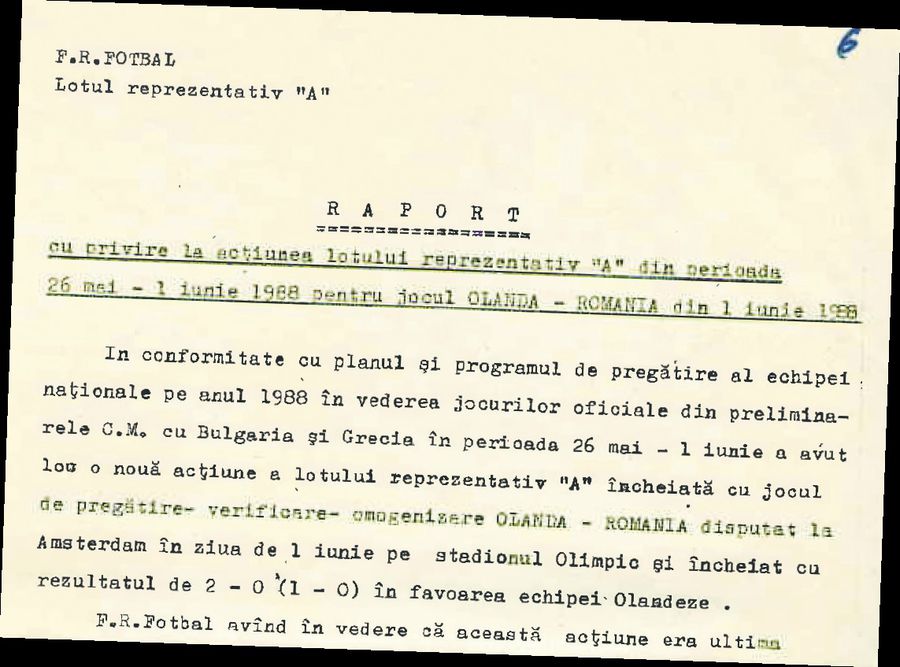 6
F.R.FOTBAL
Lotul reprezentativ "A"
R A P O R T
===================
cu privire la acţiunea lotului reprezentativ "A" din perioada
26 mai - 1 iunie 1988 pentru jocul OLANDA - ROMANIA din 1 iunie 1988
In conformitate cu planul şi programul de pregătire al echipei
naţionale pe anul 1988 în vederea jocurilor oficiale din prelimina-
rele C.M. cu Bulgaria şi Grecia în perioada 26 mai - 1 iunie a avut
loc o nouă acţiune a lotului reprezentativ "A" încheiată cu jocul
de pregătire- verificare- omogenizare OLANDA - ROMANIA disputat la
Amsterdam în ziua de 1 iunie pe stadionul Olimpic şi încheiat cu
rezultatul de 2 - 0 (1 - 0) în favoarea echipei Olandeze .
F.R.Fotbal avînd în vedere că această acţiune era ultima